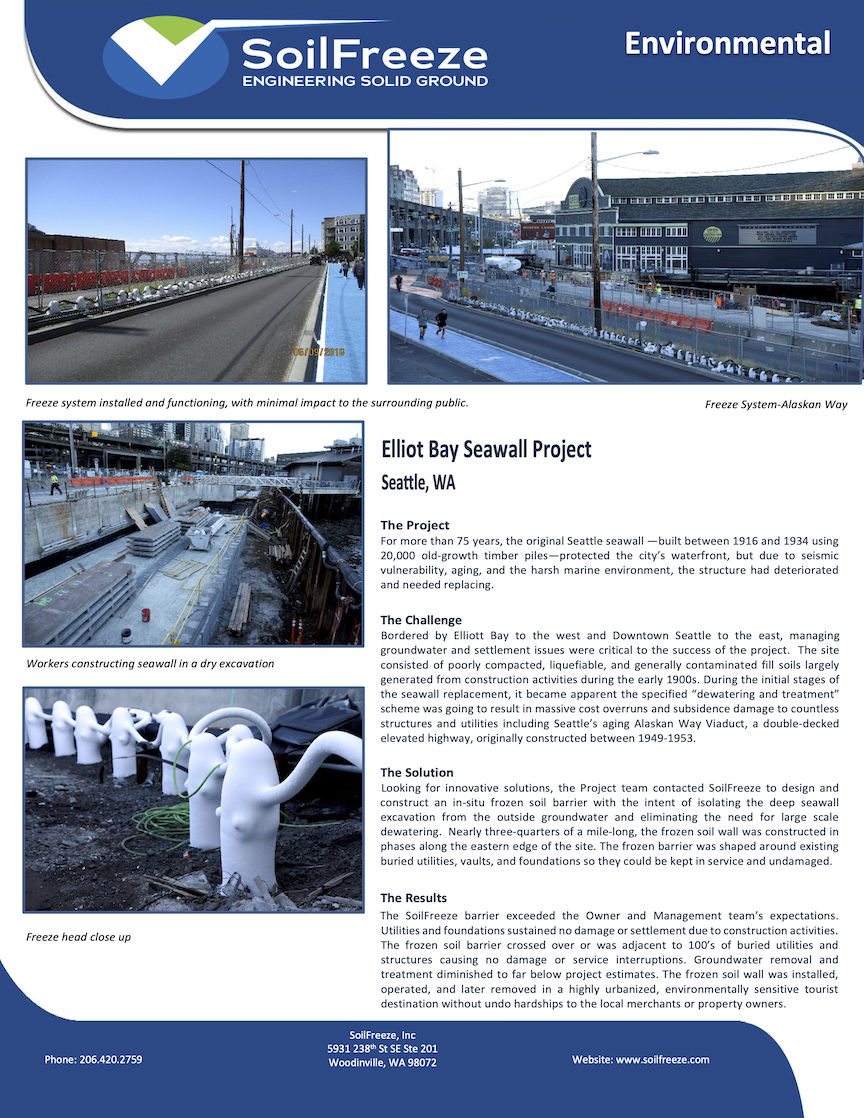 SoilFreeze
ENGINEERING SOLID GROUND
Environmental
Freeze system installed and functioning, with minimal impact to the surrounding public.
Freeze System-Alaskan Way
Workers constructing seawall in a dry excavation
Freeze head close up
Elliot Bay Seawall Project
Seattle, WA
The Project
For more than 75 years, the original Seattle seawall —built between 1916 and 1934 using
20,000 old-growth timber piles—protected the city's waterfront, but due to seismic
vulnerability, aging, and the harsh marine environment, the structure had deteriorated
and needed replacing.
The Challenge
Bordered by Elliott Bay to the west and Downtown Seattle to the east, managing
groundwater and settlement issues were critical to the success of the project. The site
consisted of poorly compacted, liquefiable, and generally contaminated fill soils largely
generated from construction activities during the early 1900s. During the initial stages of
the seawall replacement, it became apparent the specified “dewatering and treatment”
scheme was going to result in massive cost overruns and subsidence damage to countless
structures and utilities including Seattle's aging Alaskan Way Viaduct, a double-decked
elevated highway, originally constructed between 1949-1953.
The Solution
Looking for innovative solutions, the Project team contacted SoilFreeze to design and
construct an in-situ frozen soil barrier with the intent of isolating the deep seawall
excavation from the outside groundwater and eliminating the need for large scale
dewatering. Nearly three-quarters of a mile-long, the frozen soil wall was constructed in
phases along the eastern edge of the site. The frozen barrier was shaped around existing
buried utilities, vaults, and foundations so they could be kept in service and undamaged.
The Results
The SoilFreeze barrier exceeded the Owner and Management team's expectations.
Utilities and foundations sustained no damage or settlement due to construction activities.
The frozen soil barrier crossed over or was adjacent to 100's of buried utilities and
structures causing no damage or service interruptions. Groundwater removal and
treatment diminished to far below project estimates. The frozen soil wall was installed,
operated, and later removed in a highly urbanized, environmentally sensitive tourist
destination without undo hardships to the local merchants or property owners.
Phone: 206.420.2759
SoilFreeze, Inc
5931 238th St SE Ste 201
Woodinville, WA 98072
Website: www.soilfreeze.com